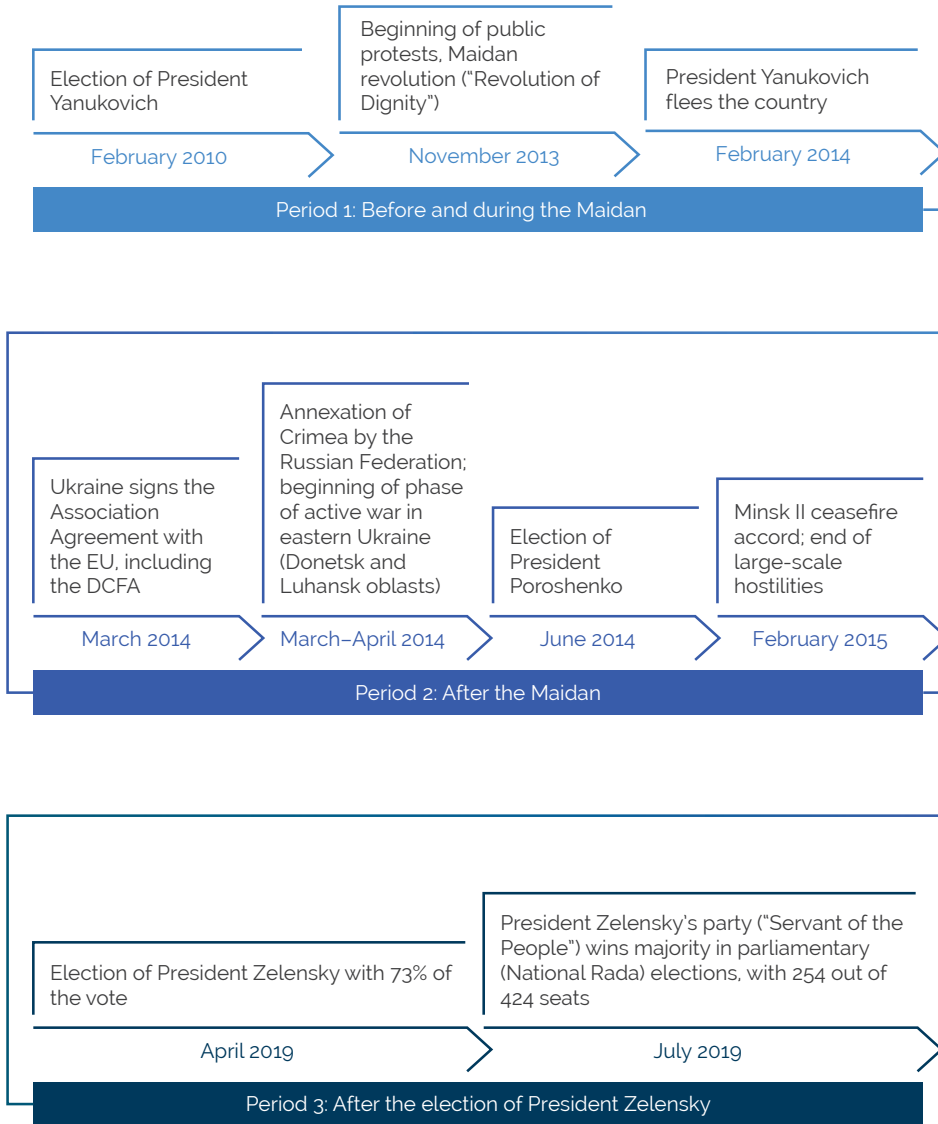 Election of President
Yanukovich
February 2010
Beginning of public
protests, Maidan
revolution (“Revolution of
Dignity”)
November 2013
President Yanukovich
flees the country
February 2014
Period 1: Before and during the Maidan
Ukraine signs the
Association
Agreement with
the EU, including
the DCFA
March 2014
Annexation of
Crimea by the
Russian Federation;
beginning of phase
of active war in
eastern Ukraine
(Donetsk and
Luhansk oblasts)
March–April 2014
Election of
President
Poroshenko
June 2014
Minsk II ceasefire
accord; end of
large-scale
hostilities
February 2015
Period 2: After the Maidan
Election of President Zelensky with 73% of
the vote
April 2019
President Zelensky’s party (“Servant of the
People”) wins majority in parliamentary
(National Rada) elections, with 254 out of
424 seats
July 2019
Period 3: After the election of President Zelensky